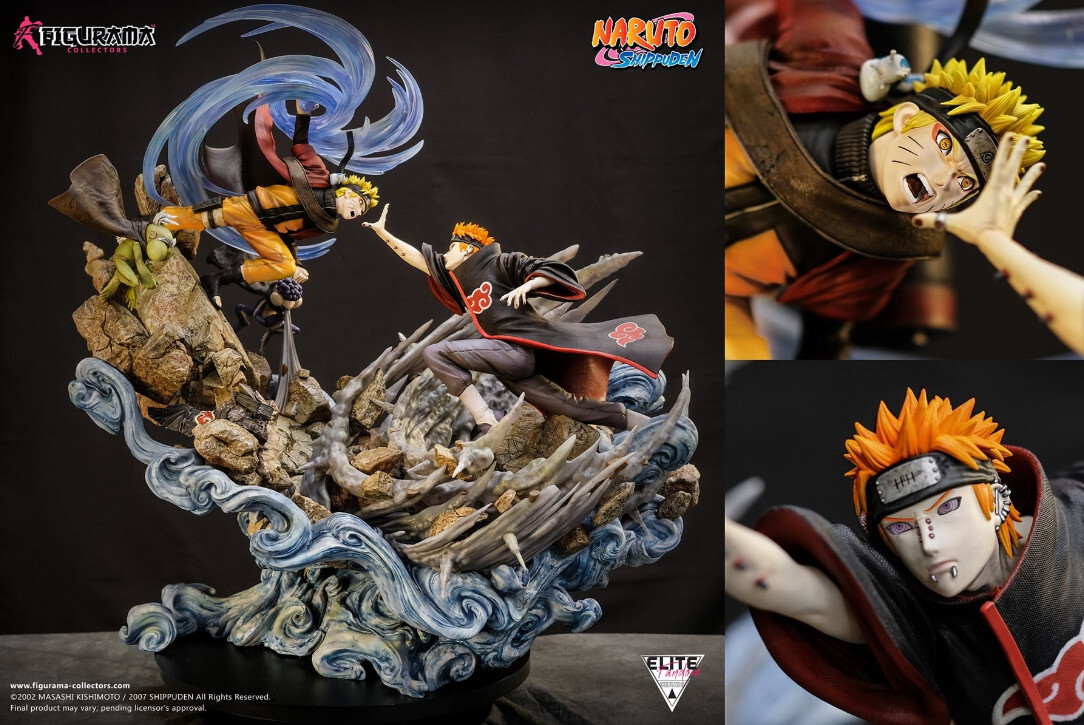 FIGURAMA
COLLECTORS
NARUTO
SHIPPUDEN
ELITE
Fandom
www.figurama-collectors.com
©2002 MASASHI KISHIMOTO / 2007 SHIPPUDEN All Rights Reserved.
Final product may vary, pending licensor's approval.